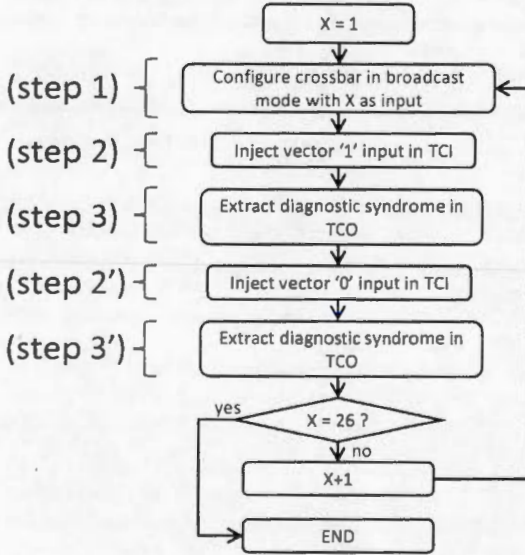 X = 1
(step 1)
Configure crossbar in broadcast
mode with X as input
(step 2)
Inject vector '1' input in TCI
(step 3)
Extract diagnostic syndrome in
TCO
(step 2')
Inject vector '0' input in TCI
(step 3')
Extract diagnostic syndrome in
TCO
yes
X = 26 ?
no
X+1
END